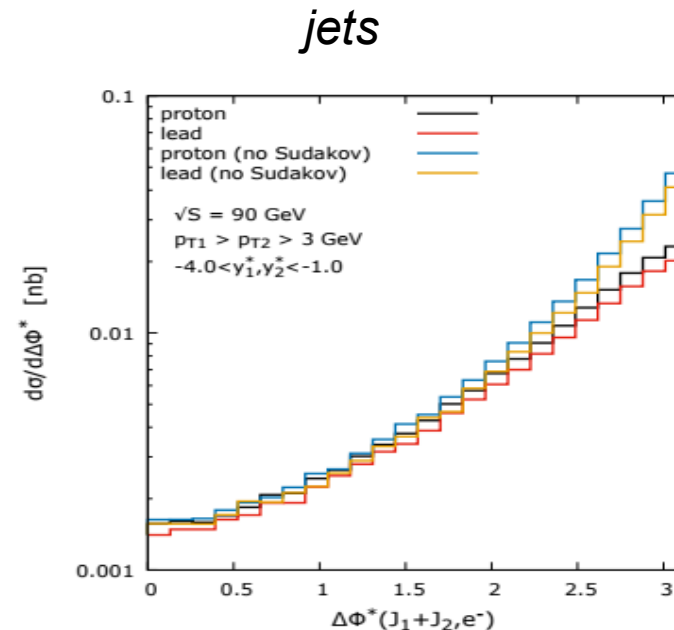 jets
0.1
proton
lead
proton (no Sudakov)
lead (no Sudakov)
√S = 90 GeV
pT1 > pT2 > 3 GeV
-4.0<y*1,y*2<-1.0
0.01
0.001
dσ/dΔΦ* [nb]
0 0.5 1 1.5 2 2.5 3
ΔΦ*(J1+J2,e-)